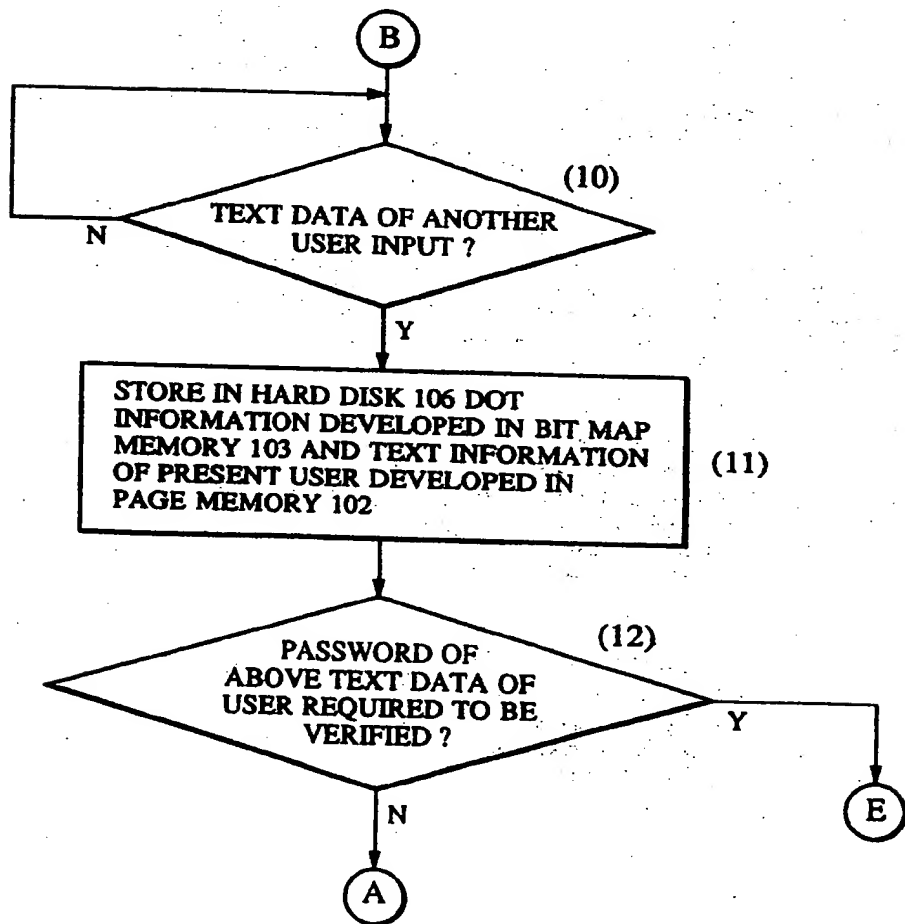 B
(10)
TEXT DATA OF ANOTHER
USER INPUT ?
N
Y
STORE IN HARD DISK 106 DOT
INFORMATION DEVELOPED IN BIT MAP
MEMORY 103 AND TEXT INFORMATION
OF PRESENT USER DEVELOPED IN
PAGE MEMORY 102
(11)
(12)
PASSWORD OF
ABOVE TEXT DATA OF
USER REQUIRED TO BE
VERIFIED ?
Y
N
E
A